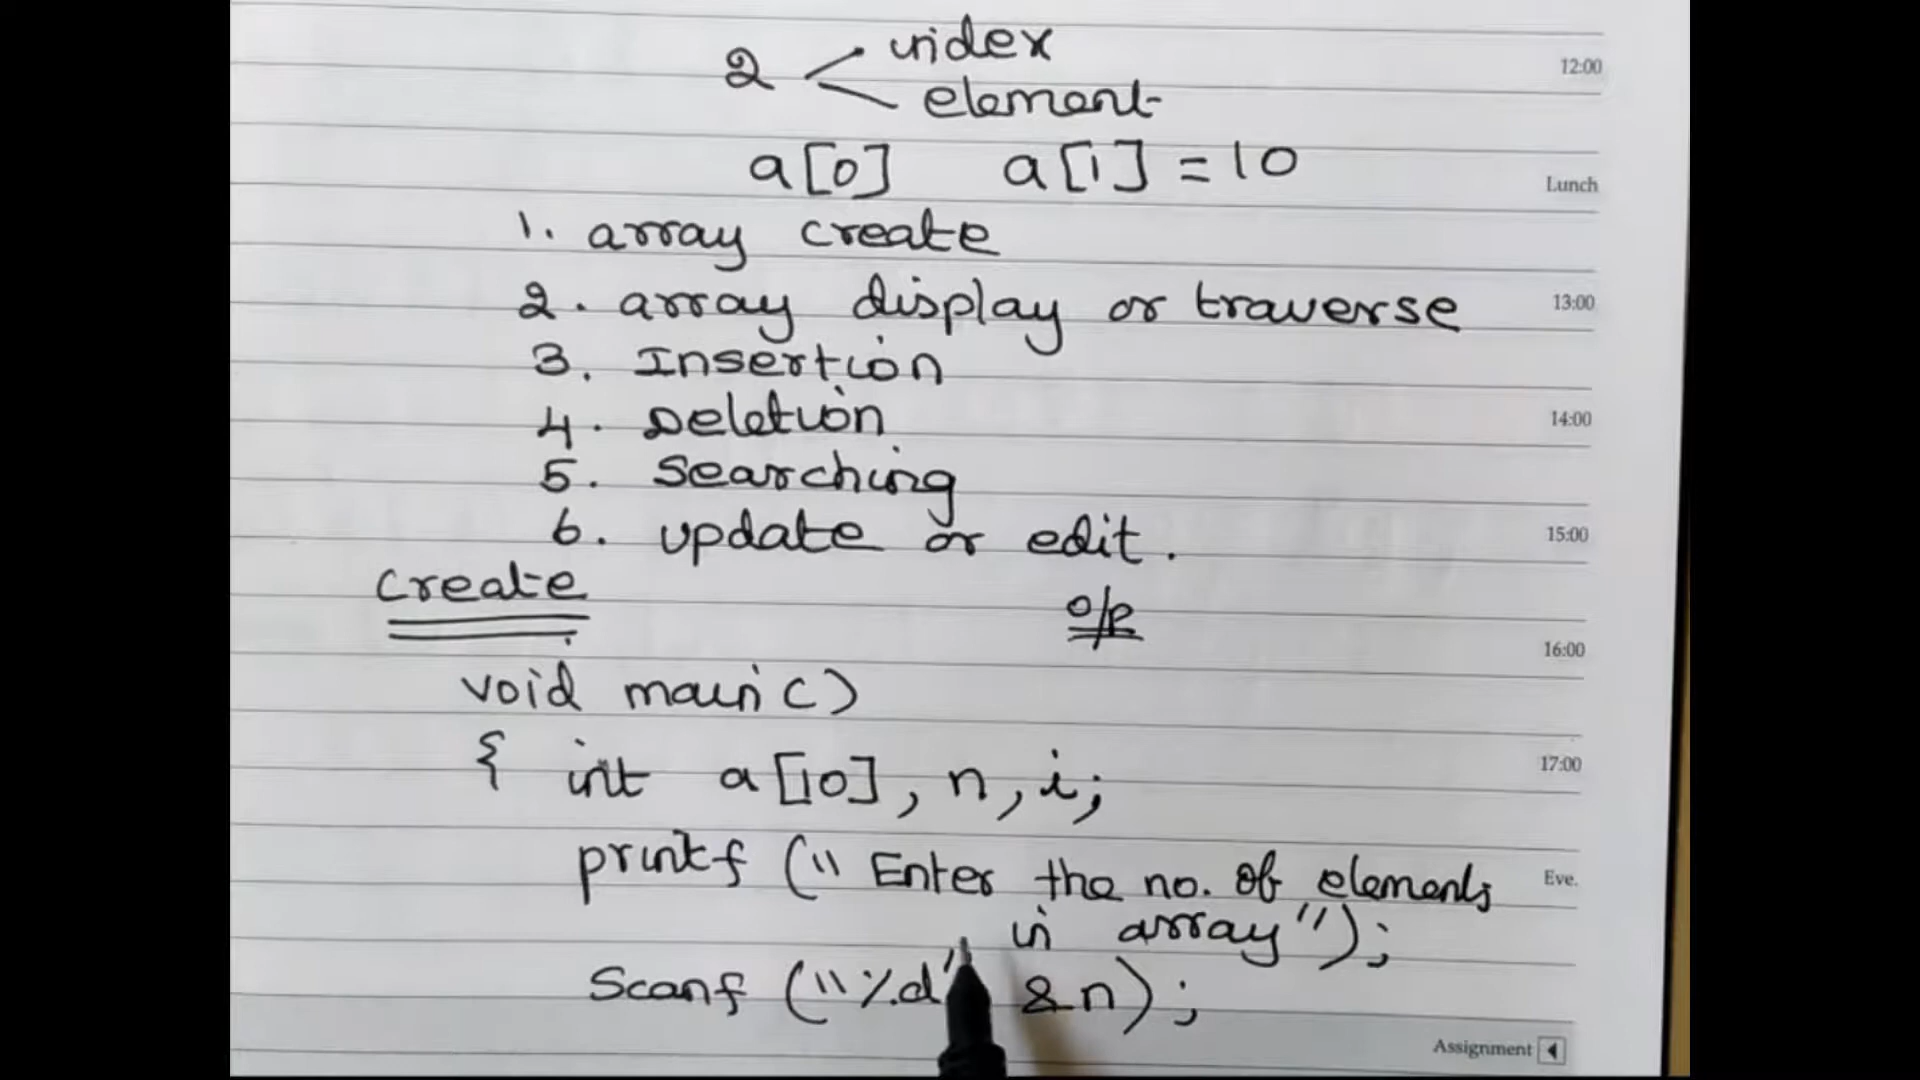 2 < index
element
12:00
a[0] a[1] = 10
Lunch
1. array create
2. array display or traverse
13:00
3. Insertion
4. Deletion
14:00
5. Searching
6. update or edit.
15:00
create
o/p
16:00
void main()
{ int a[10], n, i;
17:00
printf (" Enter the no. of elements
Eve.
in array");
Scanf ("%d" &n);
Assignment